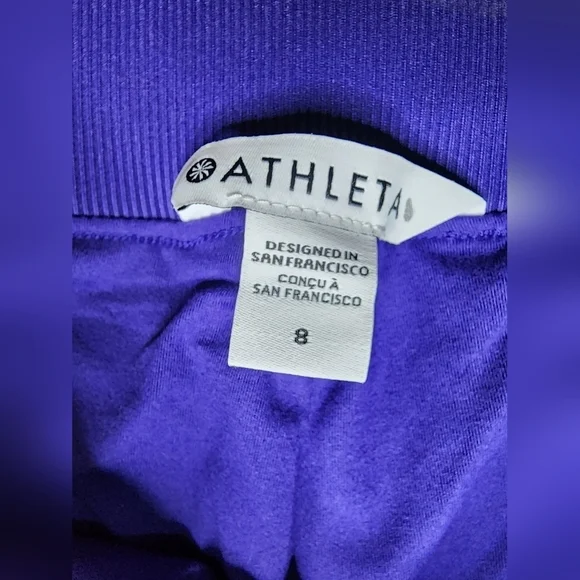 ATHLETA
DESIGNED IN
SAN FRANCISCO
CONÇU À
SAN FRANCISCO
8